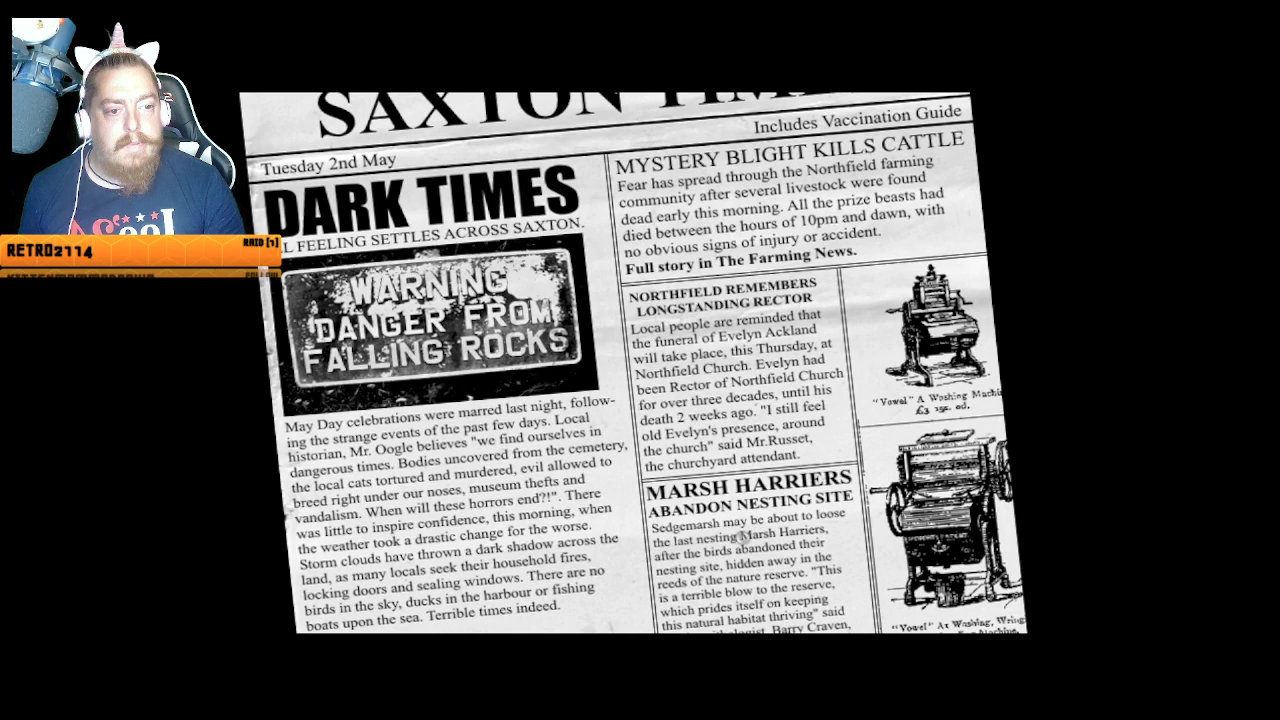 RETRO2114
RAID [1]
SAXTON
Includes Vaccination Guide
Tuesday 2nd May
DARK TIMES
FEELING SETTLES ACROSS SAXTON.
WARNING
DANGER FROM
FALLING ROCKS
May Day celebrations were marred last night, follow-
ing the strange events of the past few days. Local
historian, Mr. Oogle believes "we find ourselves in
dangerous times. Bodies uncovered from the cemetery,
the local cats tortured and murdered, evil allowed to
breed right under our noses, museum thefts and
vandalism. When will these horrors end?!". There
was little to inspire confidence, this morning, when
the weather took a drastic change for the worse.
Storm clouds have thrown a dark shadow across the
land, as many locals seek their household fires,
locking doors and sealing windows. There are no
birds in the sky, ducks in the harbour or fishing
boats upon the sea. Terrible times indeed.
MYSTERY BLIGHT KILLS CATTLE
Fear has spread through the Northfield farming
community after several livestock were found
dead early this morning. All the prize beasts had
died between the hours of 10pm and dawn, with
no obvious signs of injury or accident.
Full story in The Farming News.
NORTHFIELD REMEMBERS
LONGSTANDING RECTOR
Local people are reminded that
the funeral of Evelyn Ackland
will take place, this Thursday, at
Northfield Church. Evelyn had
been Rector of Northfield Church
for over three decades, until his
death 2 weeks ago. "I still feel
old Evelyn's presence, around
the church" said Mr.Russet,
the churchyard attendant.
MARSH HARRIERS
ABANDON NESTING SITE
Sedgemarsh may be about to loose
the last nesting Marsh Harriers,
after the birds abandoned their
nesting site, hidden away in the
reeds of the nature reserve. "This
is a terrible blow to the reserve,
which prides itself on keeping
this natural habitat thriving" said
Barry Craven,
"Vowel" A Washing
£3 15s. od.
"Vowel" A1 Washing, Wring